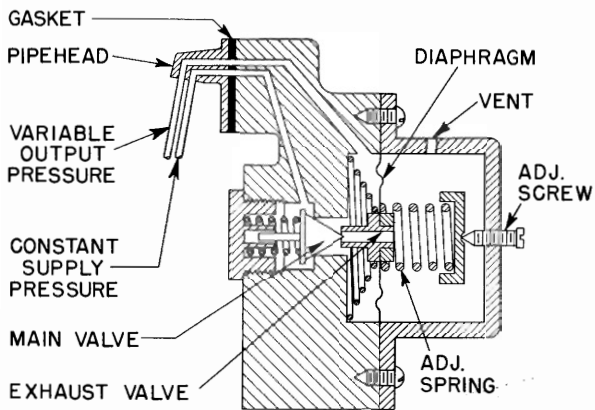 GASKET
PIPEHEAD
VARIABLE
OUTPUT
PRESSURE
CONSTANT
SUPPLY
PRESSURE
MAIN VALVE
EXHAUST VALVE
DIAPHRAGM
VENT
ADJ.
SCREW
ADJ.
SPRING